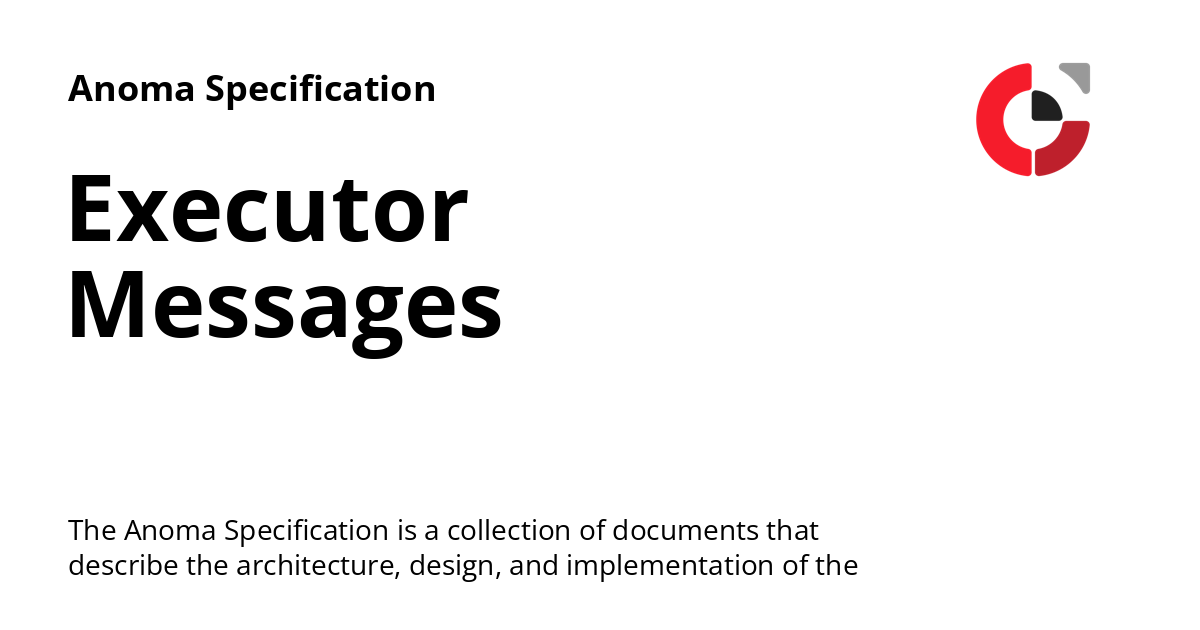 Anoma Specification
Executor
Messages
The Anoma Specification is a collection of documents that
describe the architecture, design, and implementation of the